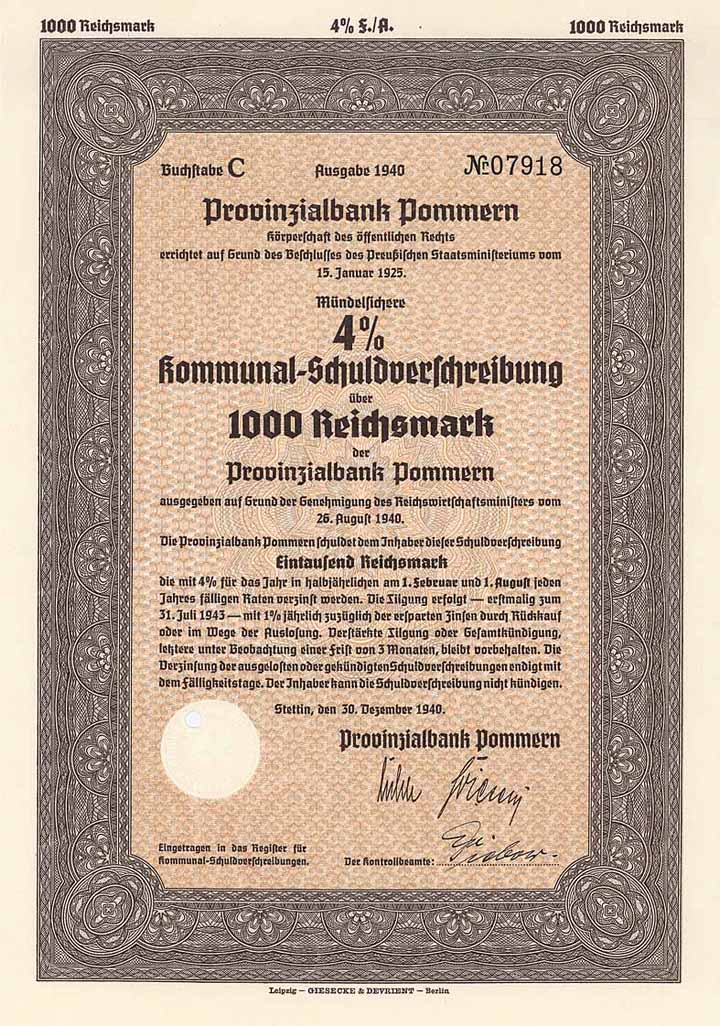 1000 Reichsmark 4% F./A. 1000 Reichsmark
Buchstabe C Ausgabe 1940 №07918
Provinzialbank Pommern
Körperschaft des öffentlichen Rechts
errichtet auf Grund des Beschlusses des Preußischen Staatsministeriums vom
15. Januar 1925.
Mündelsichere
4%
Kommunal-Schuldverschreibung
über
1000 Reichsmark
der
Provinzialbank Pommern
ausgegeben auf Grund der Genehmigung des Reichswirtschaftsministers vom
26. August 1940.
Die Provinzialbank Pommern schuldet dem Inhaber dieser Schuldverschreibung
Eintausend Reichsmark
die mit 4% für das Jahr in halbjährlichen am 1. Februar und 1. August jeden
Jahres fälligen Raten verzinst werden. Die Tilgung erfolgt — erstmalig zum
31. Juli 1943 — mit 1% jährlich zuzüglich der ersparten Zinsen durch Rückkauf
oder im Wege der Auslosung. Verstärkte Tilgung oder Gesamtkündigung,
letztere unter Beobachtung einer Frist von 3 Monaten, bleibt vorbehalten. Die
Verzinsung der ausgelosten oder gekündigten Schuldverschreibungen endigt mit
dem Fälligkeitstage. Der Inhaber kann die Schuldverschreibung nicht kündigen.
Stettin, den 30. Dezember 1940.
Provinzialbank Pommern
Eingetragen in das Register für
Kommunal-Schuldverschreibungen.
Der Kontrollbeamte:
Leipzig — GIESECKE & DEVRIENT — Berlin